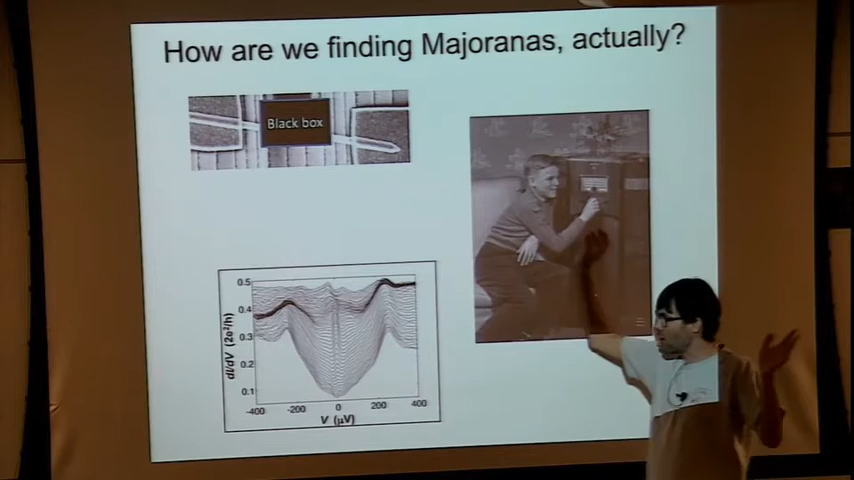 How are we finding Majoranas, actually?
Black box
0.5
0.4
0.3
0.2
0.1
dI/dV (2e²/h)
-400 -200 0 200 400
V (μV)